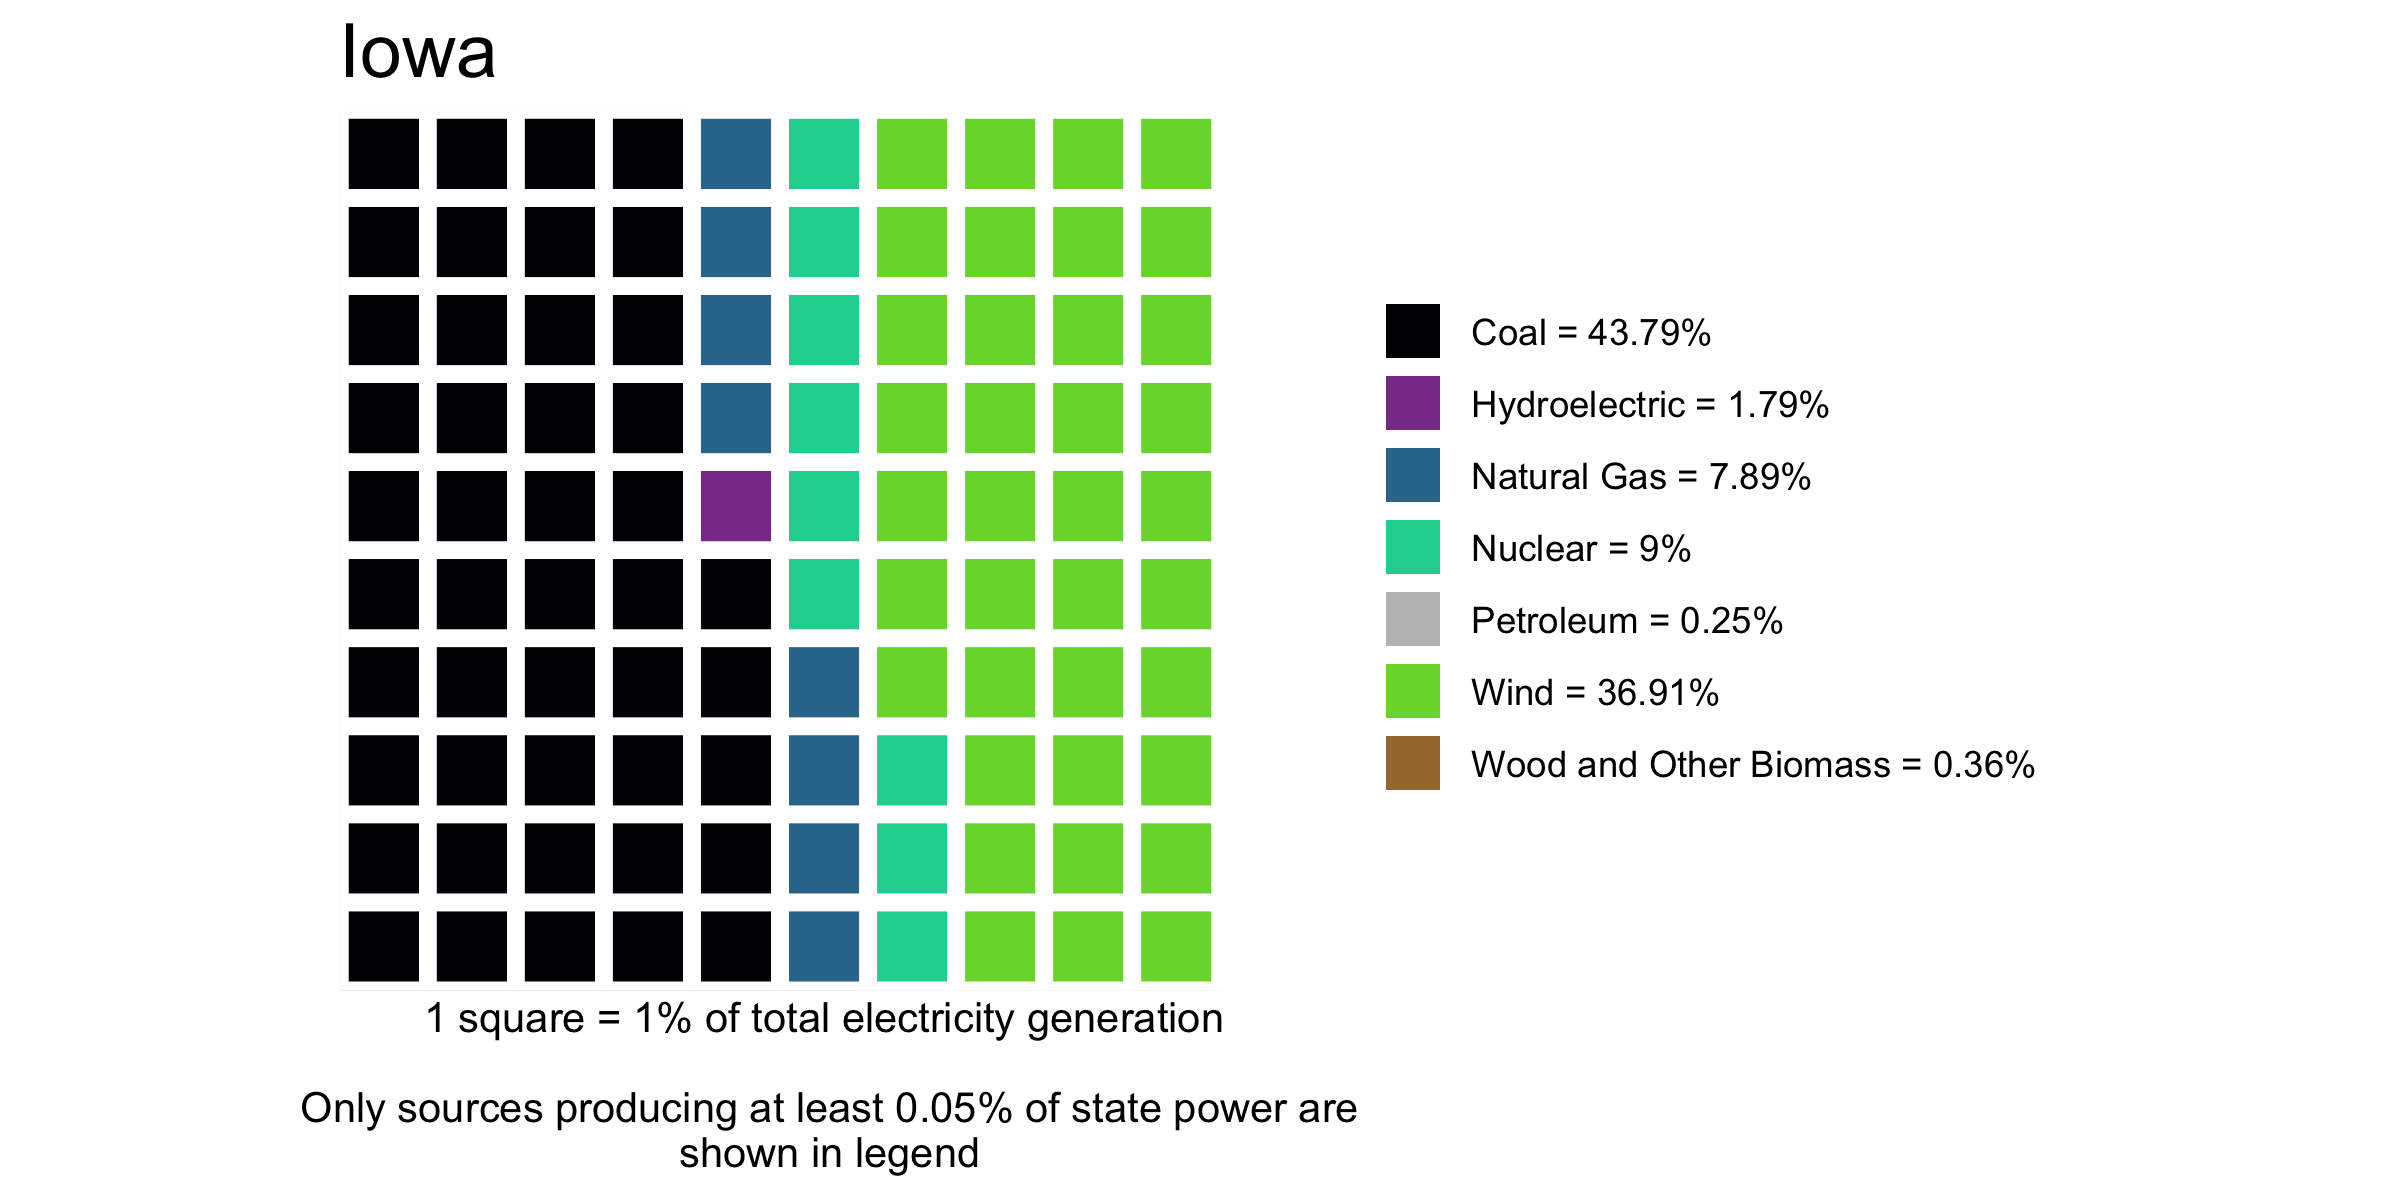 Iowa
Coal = 43.79%
Hydroelectric = 1.79%
Natural Gas = 7.89%
Nuclear = 9%
Petroleum = 0.25%
Wind = 36.91%
Wood and Other Biomass = 0.36%
1 square = 1% of total electricity generation
Only sources producing at least 0.05% of state power are
shown in legend